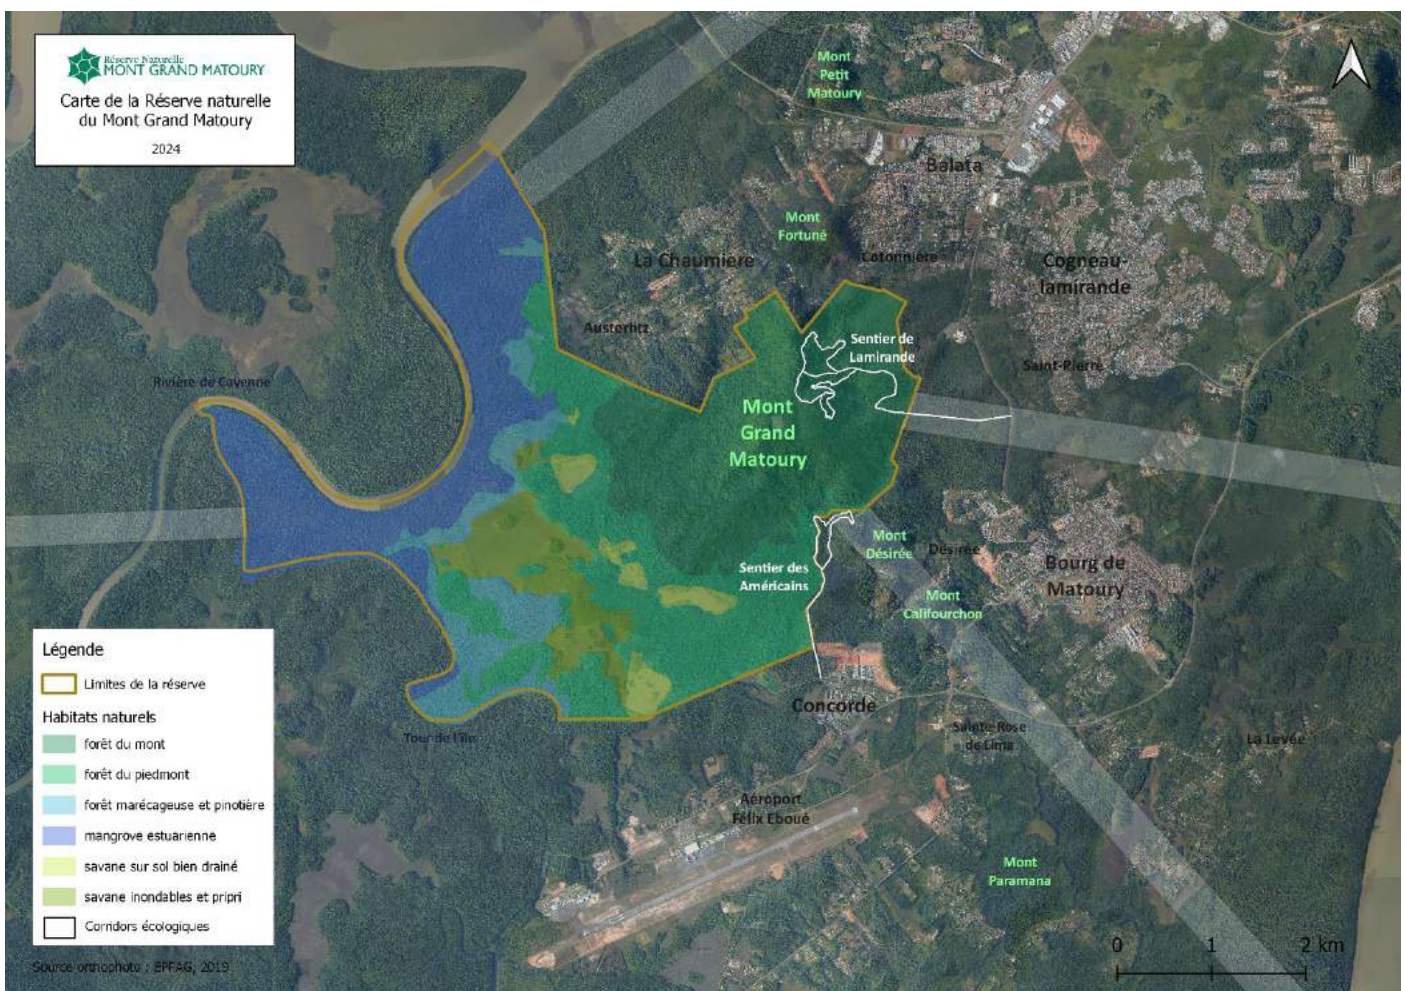 Réserve Naturelle
MONT GRAND MATOURY
Carte de la Réserve naturelle
du Mont Grand Matoury
2024
Mont
Petit
Matoury
Balata
Mont
Fortuné
Cotonnière
La Chaumière
Cogneau-
lamirande
Austerlitz
Sentier de
Lamirande
Saint-Pierre
Rivière de Cayenne
Mont
Grand
Matoury
Mont
Désirée
Désirée
Bourg de
Matoury
Sentier des
Américains
Mont
Califourchon
Concorde
Sainte-Rose
de Lima
La Levée
Tour de l'île
Aéroport
Félix Eboué
Mont
Paramana
Légende
Limites de la réserve
Habitats naturels
forêt du mont
forêt du piedmont
forêt marécageuse et pinotière
mangrove estuarienne
savane sur sol bien drainé
savane inondables et pripri
Corridors écologiques
0 1 2 km
Source orthophoto : EPFAG, 2019